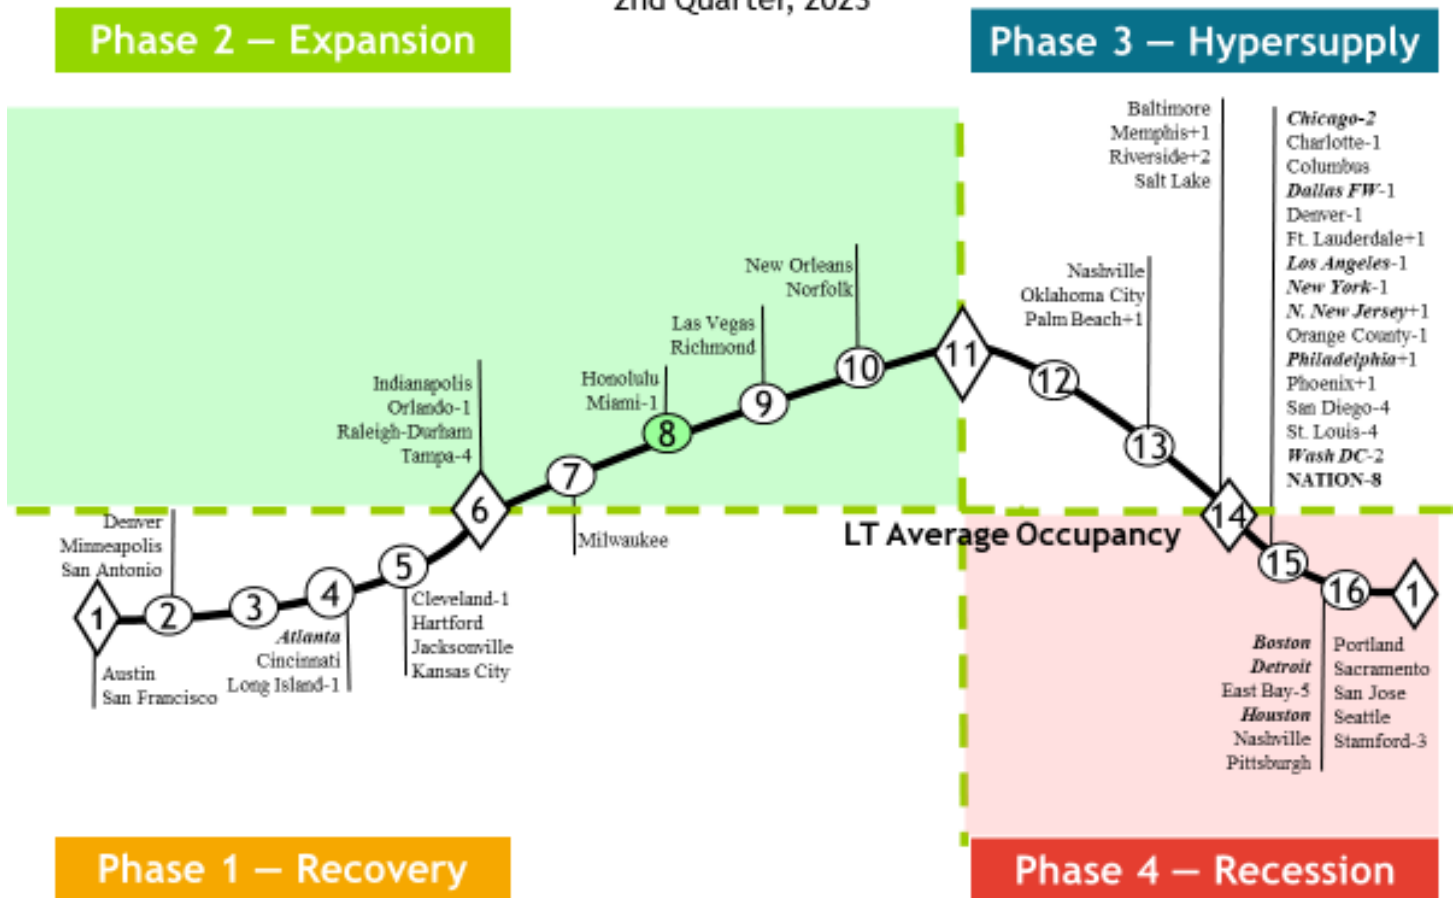 2nd Quarter, 2023
Phase 2 — Expansion
Phase 3 — Hypersupply
Baltimore
Memphis+1
Riverside+2
Salt Lake
Chicago-2
Charlotte-1
Columbus
Dallas FW-1
Denver-1
Ft. Lauderdale+1
Los Angeles-1
New York-1
N. New Jersey+1
Orange County-1
Philadelphia+1
Phoenix+1
San Diego-4
St. Louis-4
Wash DC-2
NATION-8
Nashville
Oklahoma City
Palm Beach+1
New Orleans
Norfolk
Las Vegas
Richmond
Honolulu
Miami-1
Indianapolis
Orlando-1
Raleigh-Durham
Tampa-4
Denver
Minneapolis
San Antonio
Milwaukee
LT Average Occupancy
1
2
3
4
5
6
7
8
9
10
11
12
13
14
15
16
1
Austin
San Francisco
Atlanta
Cincinnati
Long Island-1
Cleveland-1
Hartford
Jacksonville
Kansas City
Boston
Detroit
East Bay-5
Houston
Nashville
Pittsburgh
Portland
Sacramento
San Jose
Seattle
Stamford-3
Phase 1 — Recovery
Phase 4 — Recession